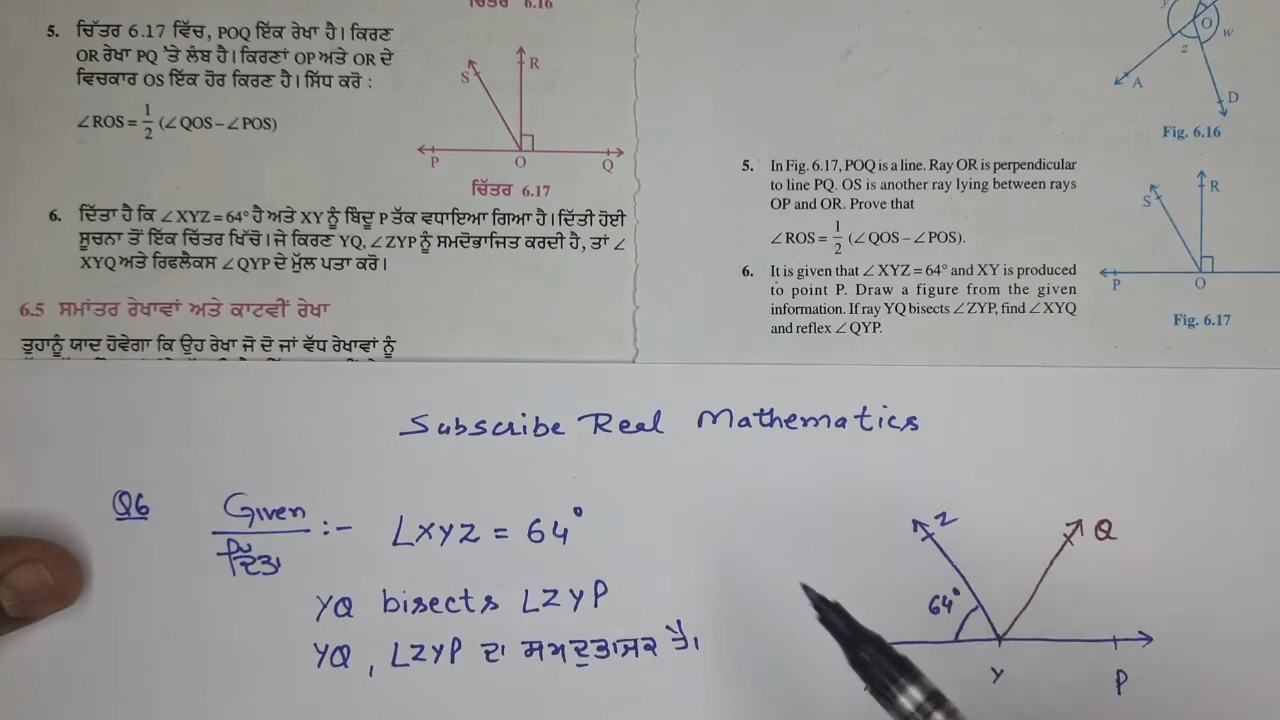 ਚਿੱਤਰ 6.16
5. ਚਿੱਤਰ 6.17 ਵਿੱਚ, POQ ਇੱਕ ਰੇਖਾ ਹੈ। ਕਿਰਣ
OR ਰੇਖਾ PQ 'ਤੇ ਲੰਬ ਹੈ। ਕਿਰਣਾਂ OP ਅਤੇ OR ਦੇ
ਵਿਚਕਾਰ OS ਇੱਕ ਹੋਰ ਕਿਰਣ ਹੈ। ਸਿੱਧ ਕਰੋ :
∠ROS = 1/2 (∠QOS – ∠POS)
S R
P O Q
ਚਿੱਤਰ 6.17
6. ਦਿੱਤਾ ਹੈ ਕਿ ∠XYZ = 64° ਹੈ ਅਤੇ XY ਨੂੰ ਬਿੰਦੂ P ਤੱਕ ਵਧਾਇਆ ਗਿਆ ਹੈ। ਦਿੱਤੀ ਹੋਈ
ਸੂਚਨਾ ਤੋਂ ਇੱਕ ਚਿੱਤਰ ਖਿੱਚੋ। ਜੇ ਕਿਰਣ YQ, ∠ZYP ਨੂੰ ਸਮਦੋਭਾਜਿਤ ਕਰਦੀ ਹੈ, ਤਾਂ ∠
XYQ ਅਤੇ ਰਿਫਲੈਕਸ ∠QYP ਦੇ ਮੁੱਲ ਪਤਾ ਕਰੋ।
6.5 ਸਮਾਂਤਰ ਰੇਖਾਵਾਂ ਅਤੇ ਕਾਟਵੀਂ ਰੇਖਾ
ਤੁਹਾਨੂੰ ਯਾਦ ਹੋਵੇਗਾ ਕਿ ਉਹ ਰੇਖਾ ਜੋ ਦੋ ਜਾਂ ਵੱਧ ਰੇਖਾਵਾਂ ਨੂੰ
O w
z
A D
Fig. 6.16
5. In Fig. 6.17, POQ is a line. Ray OR is perpendicular
to line PQ. OS is another ray lying between rays
OP and OR. Prove that
∠ROS = 1/2 (∠QOS – ∠POS).
S R
P O
Fig. 6.17
6. It is given that ∠XYZ = 64° and XY is produced
to point P. Draw a figure from the given
information. If ray YQ bisects ∠ZYP, find ∠XYQ
and reflex ∠QYP.
Subscribe Real Mathematics
Q6 Given :- ∠XYZ = 64°
ਦਿੱਤਾ
YQ bisects ∠ZYP
YQ, ∠ZYP ਦਾ ਸਮਦੁਭਾਜਕ ਹੈ।
Z Q
64°
Y P